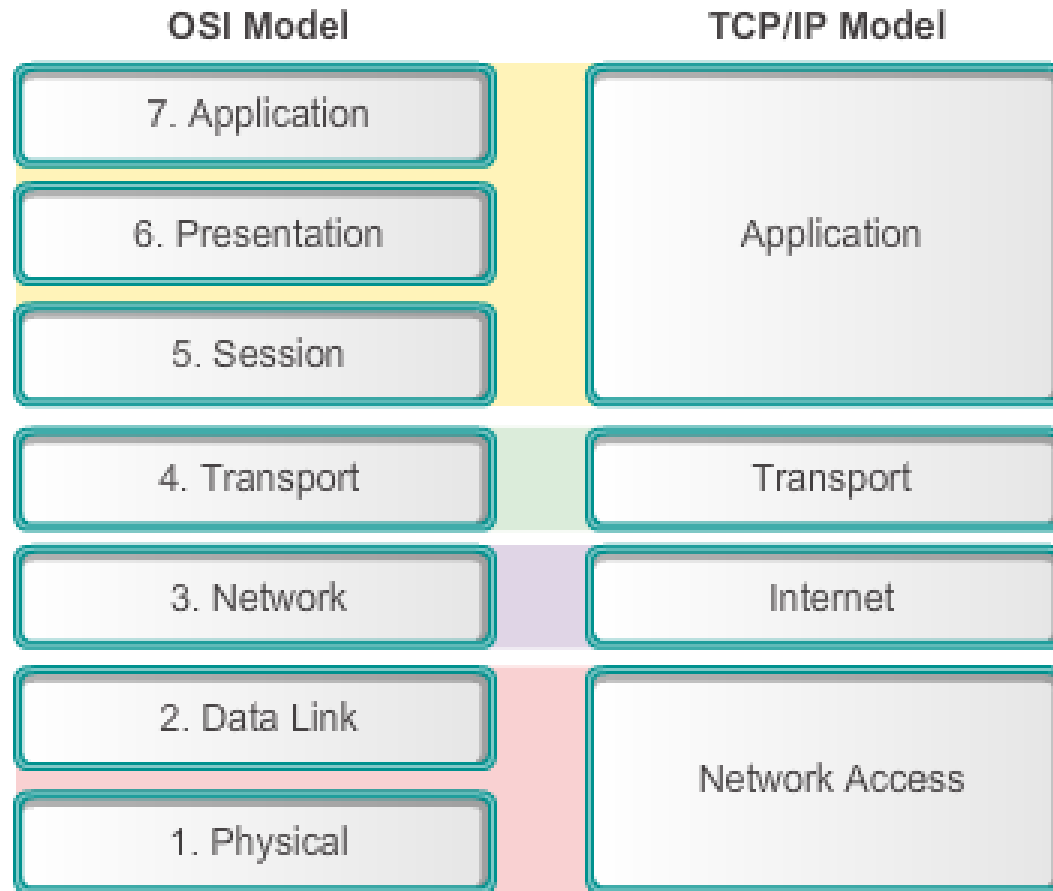 OSI Model
TCP/IP Model
7. Application
6. Presentation
Application
5. Session
4. Transport
Transport
3. Network
Internet
2. Data Link
Network Access
1. Physical